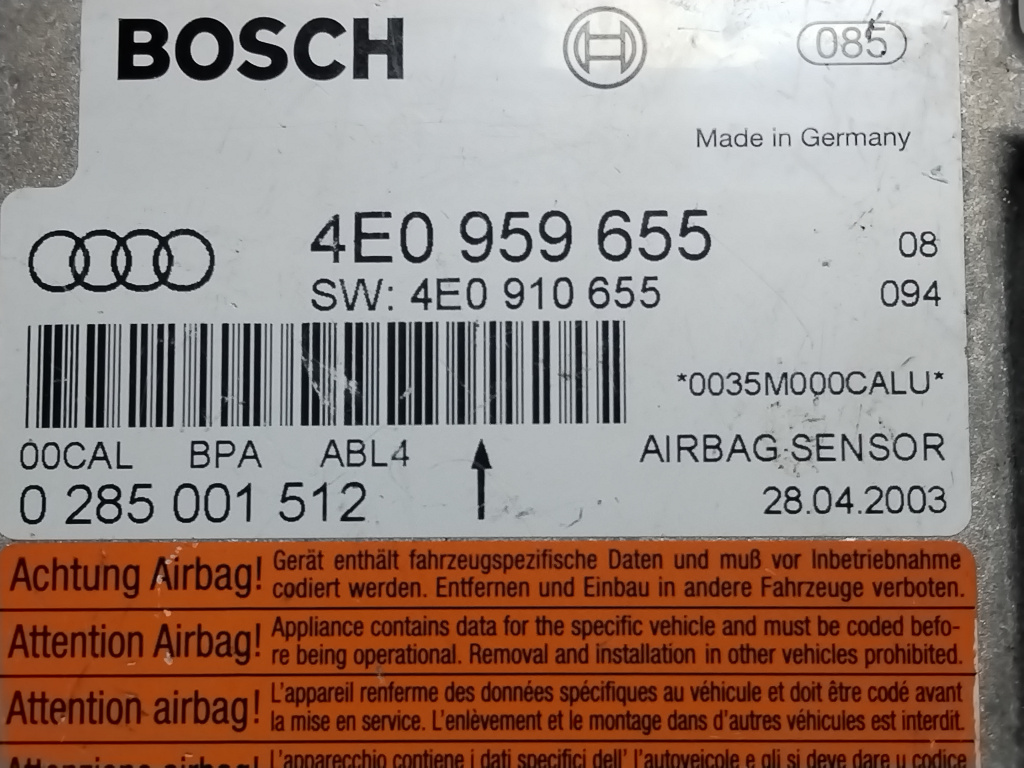 BOSCH
085
Made in Germany
4E0 959 655
08
SW: 4E0 910 655
094
*0035M000CALU*
00CAL BPA ABL4
AIRBAG SENSOR
0 285 001 512
28.04.2003
Achtung Airbag!
Gerät enthält fahrzeugspezifische Daten und muß vor Inbetriebnahme
codiert werden. Entfernen und Einbau in andere Fahrzeuge verboten.
Attention Airbag!
Appliance contains data for the specific vehicle and must be coded befo-
re being operational. Removal and installation in other vehicles prohibited.
Attention airbag!
L'appareil renferme des données spécifiques au véhicule et doit être codé avant
la mise en service. L'enlèvement et le montage dans d'autres véhicules est interdit.
Attenzione airbag!
L'apparecchio contiene i dati specifici dell' l'autoveicolo e gli si deve dare u codice